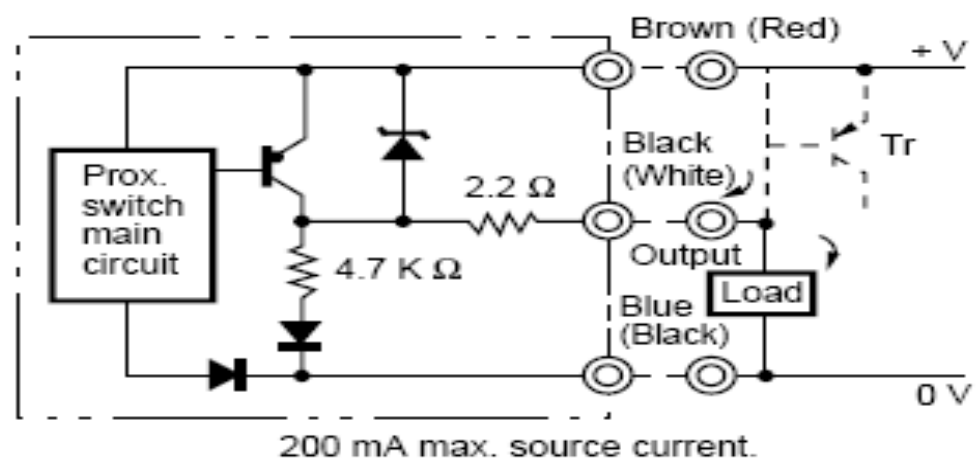 Brown (Red)
+ V
Prox.
switch
main
circuit
Black
(White)
Tr
2.2 Ω
4.7 K Ω
Output
Load
Blue
(Black)
0 V
200 mA max. source current.